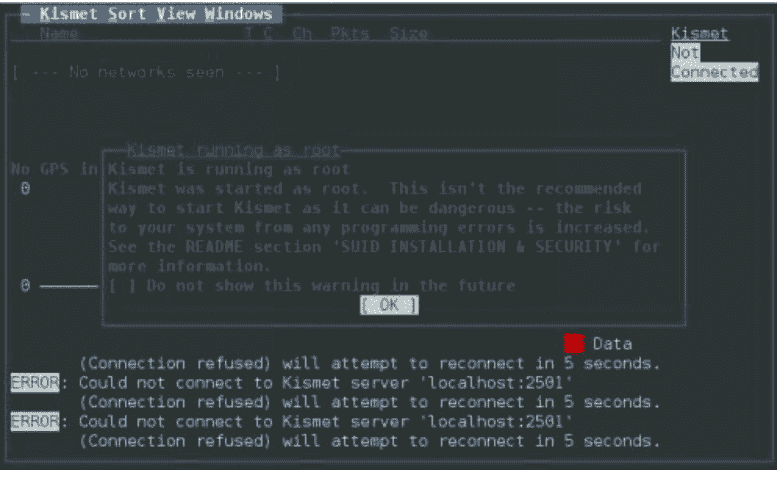 ~ Kismet Sort View Windows
Name T C Ch Pkts Size
Kismet
Not
Connected
[ --- No networks seen --- ]
Kismet running as root
No GPS in
Kismet is running as root
0
Kismet was started as root. This isn't the recommended
way to start Kismet as it can be dangerous -- the risk
to your system from any programming errors is increased.
See the README section 'SUID INSTALLATION & SECURITY' for
more information.
0
[ ] Do not show this warning in the future
[ OK ]
Data
(Connection refused) will attempt to reconnect in 5 seconds.
ERROR: Could not connect to Kismet server 'localhost:2501'
(Connection refused) will attempt to reconnect in 5 seconds.
ERROR: Could not connect to Kismet server 'localhost:2501'
(Connection refused) will attempt to reconnect in 5 seconds.